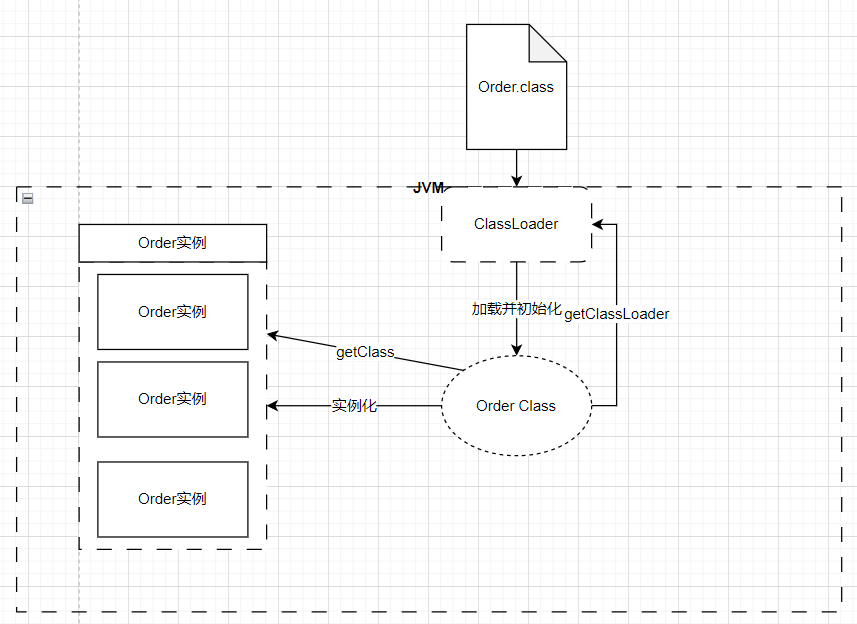 Order.class
JVM
ClassLoader
Order实例
Order实例
加载并初始化
getClassLoader
getClass
Order实例
实例化
Order Class
Order实例